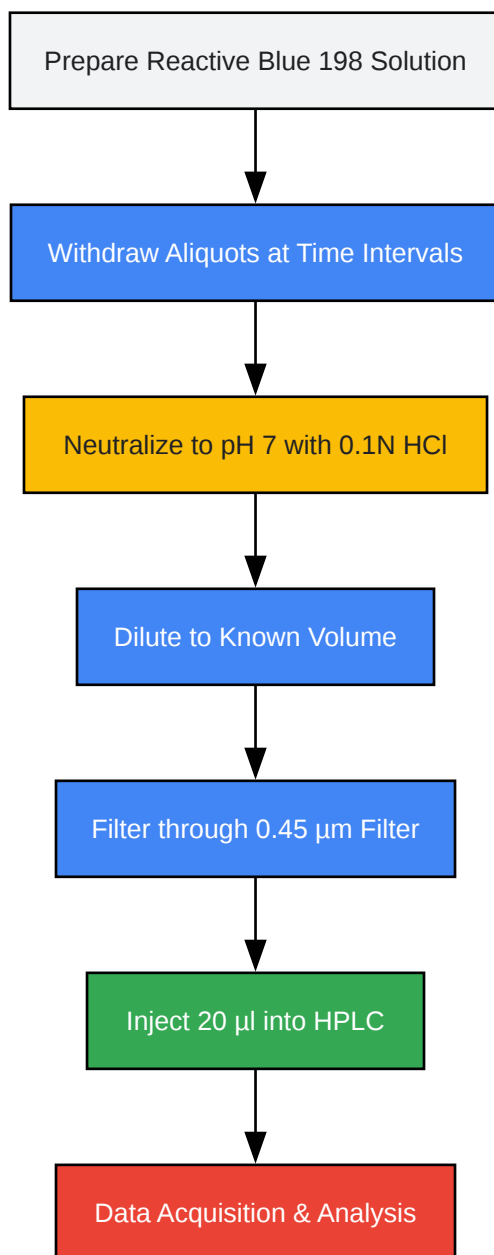 Prepare Reactive Blue 198 Solution
Withdraw Aliquots at Time Intervals
Neutralize to pH 7 with 0.1N HCl
Dilute to Known Volume
Filter through 0.45 µm Filter
Inject 20 µl into HPLC
Data Acquisition & Analysis